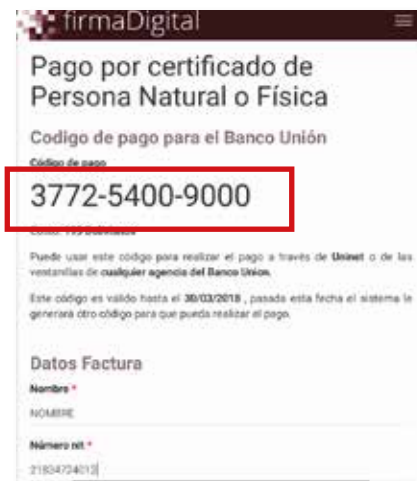 firmaDigital
Pago por certificado de
Persona Natural o Física
Codigo de pago para el Banco Unión
Código de pago
3772-5400-9000
Puede usar este código para realizar el pago a través de Uninet o de las
ventanillas de cualquier agencia del Banco Union.
Este código es válido hasta el 30/03/2018 , pasada esta fecha el sistema le
generará otro código para que pueda realizar el pago.
Datos Factura
Nombre *
NOMBRE
Número nit *